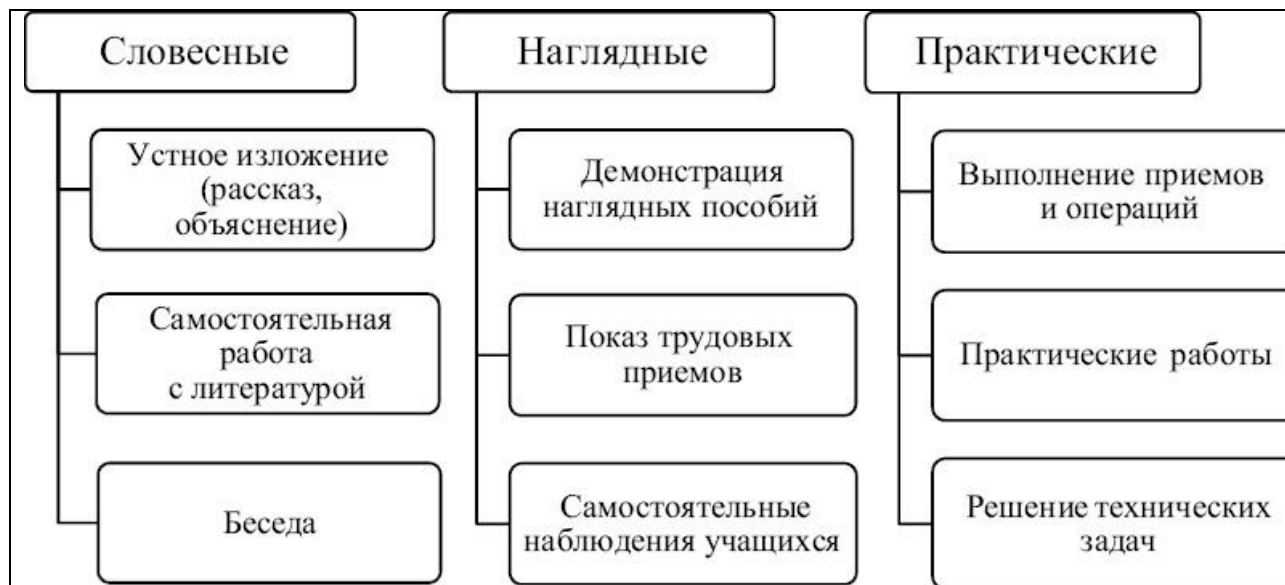 Словесные
Устное изложение
(рассказ,
объяснение)
Самостоятельная
работа
с литературой
Беседа
Наглядные
Демонстрация
наглядных пособий
Показ трудовых
приемов
Самостоятельные
наблюдения учащихся
Практические
Выполнение приемов
и операций
Практические работы
Решение технических
задач